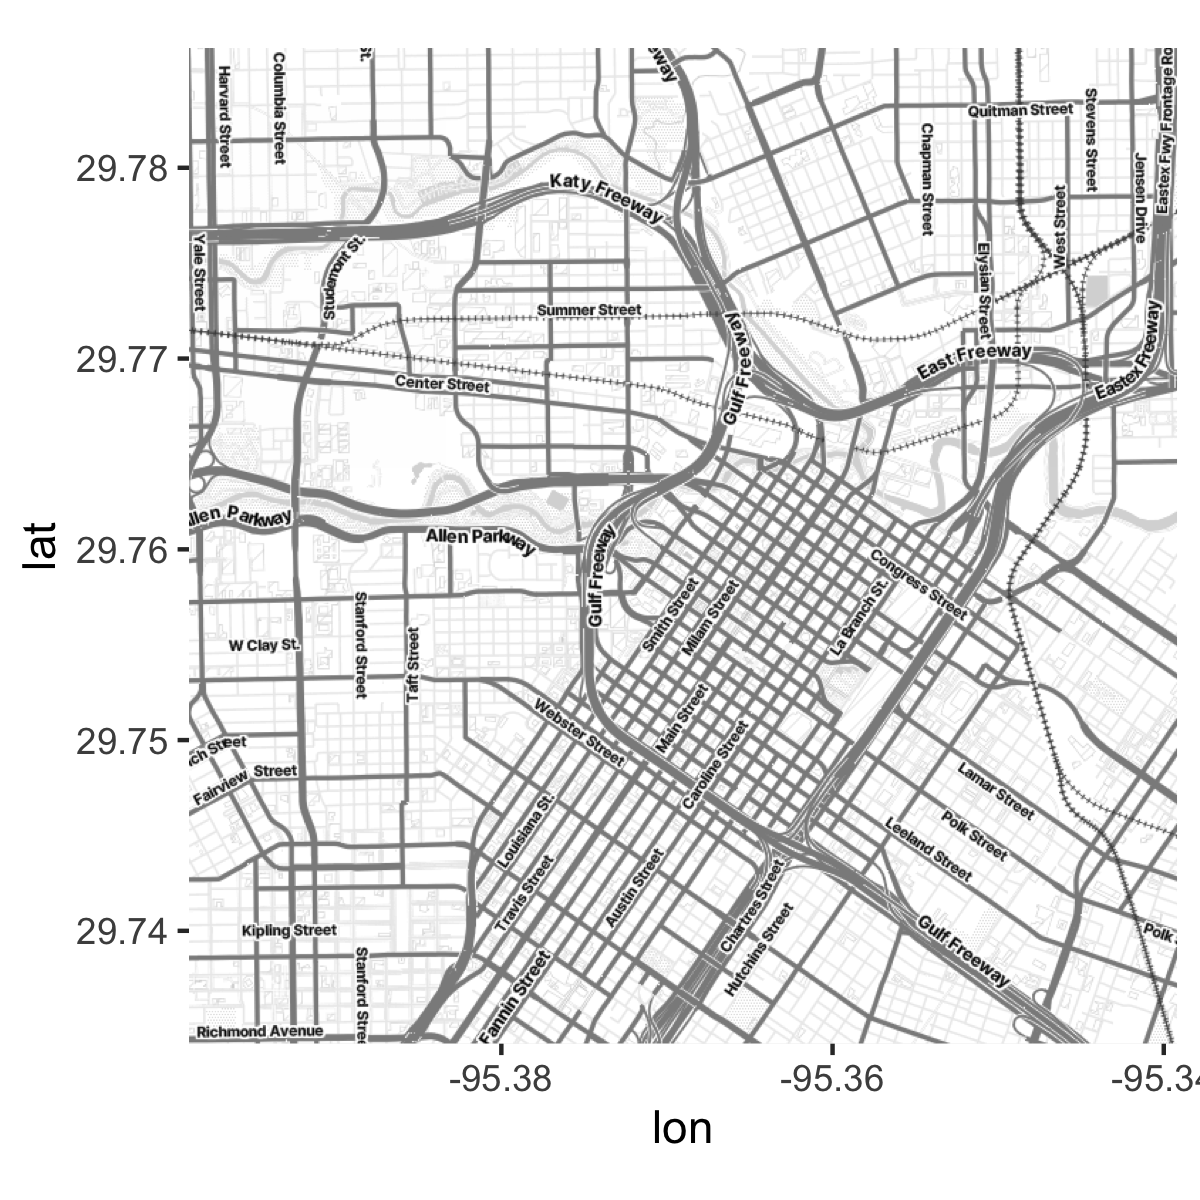 eway
St.
Harvard Street
Columbia Street
Quitman Street
Stevens Street
Eastex Fwy Frontage Ro
Chapman Street
Jensen Drive
29.78
Katy Freeway
West Street
Yale Street
Studemont St.
Elysian Street
Summer Street
29.77
Gulf Freeway
East Freeway
Eastex Freeway
Center Street
llen Parkway
Allen Parkway
lat
29.76
Gulf Freeway
Congress Street
Smith Street
Milam Street
La Branch St.
Stanford Street
W Clay St.
Taft Street
29.75
Webster Street
Main Street
ch Street
Caroline Street
Fairview Street
Lamar Street
Louisiana St.
Polk Street
Leeland Street
Travis Street
Austin Street
Chartres Street
29.74
Kipling Street
Hutchins Street
Gulf Freeway
Polk
Stanford Stree
Fannin Street
Richmond Avenue
-95.38
-95.36
-95.34
lon